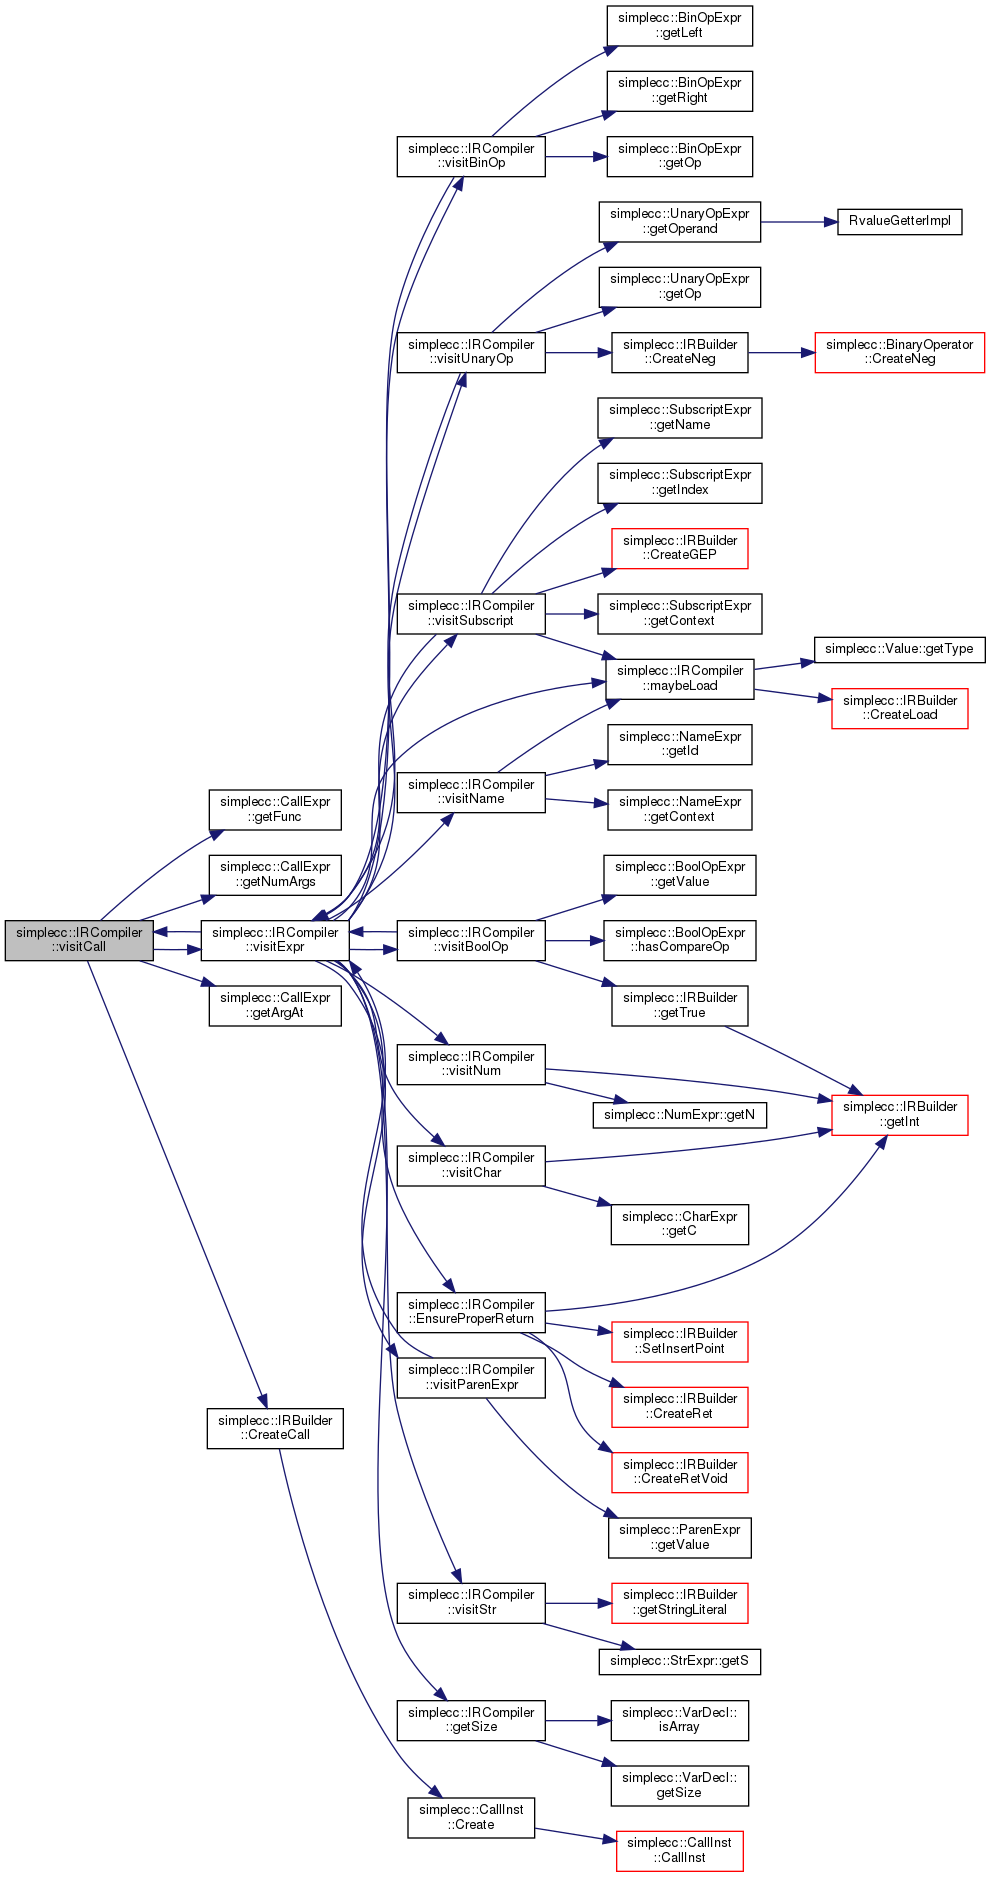 simplecc::BinOpExpr
::getLeft
simplecc::BinOpExpr
::getRight
simplecc::IRCompiler
::visitBinOp
simplecc::BinOpExpr
::getOp
simplecc::UnaryOpExpr
::getOperand
RvalueGetterImpl
simplecc::UnaryOpExpr
::getOp
simplecc::IRCompiler
::visitUnaryOp
simplecc::IRBuilder
::CreateNeg
simplecc::BinaryOperator
::CreateNeg
simplecc::SubscriptExpr
::getName
simplecc::SubscriptExpr
::getIndex
simplecc::IRBuilder
::CreateGEP
simplecc::IRCompiler
::visitSubscript
simplecc::SubscriptExpr
::getContext
simplecc::IRCompiler
::maybeLoad
simplecc::Value::getType
simplecc::IRBuilder
::CreateLoad
simplecc::NameExpr
::getId
simplecc::IRCompiler
::visitName
simplecc::NameExpr
::getContext
simplecc::CallExpr
::getFunc
simplecc::CallExpr
::getNumArgs
simplecc::BoolOpExpr
::getValue
simplecc::IRCompiler
::visitCall
simplecc::IRCompiler
::visitExpr
simplecc::IRCompiler
::visitBoolOp
simplecc::BoolOpExpr
::hasCompareOp
simplecc::CallExpr
::getArgAt
simplecc::IRBuilder
::getTrue
simplecc::IRCompiler
::visitNum
simplecc::NumExpr::getN
simplecc::IRBuilder
::getInt
simplecc::IRCompiler
::visitChar
simplecc::CharExpr
::getC
simplecc::IRCompiler
::EnsureProperReturn
simplecc::IRBuilder
::SetInsertPoint
simplecc::IRCompiler
::visitParenExpr
simplecc::IRBuilder
::CreateRet
simplecc::IRBuilder
::CreateCall
simplecc::IRBuilder
::CreateRetVoid
simplecc::ParenExpr
::getValue
simplecc::IRCompiler
::visitStr
simplecc::IRBuilder
::getStringLiteral
simplecc::StrExpr::getS
simplecc::IRCompiler
::getSize
simplecc::VarDecl::
isArray
simplecc::VarDecl::
getSize
simplecc::CallInst
::Create
simplecc::CallInst
::CallInst